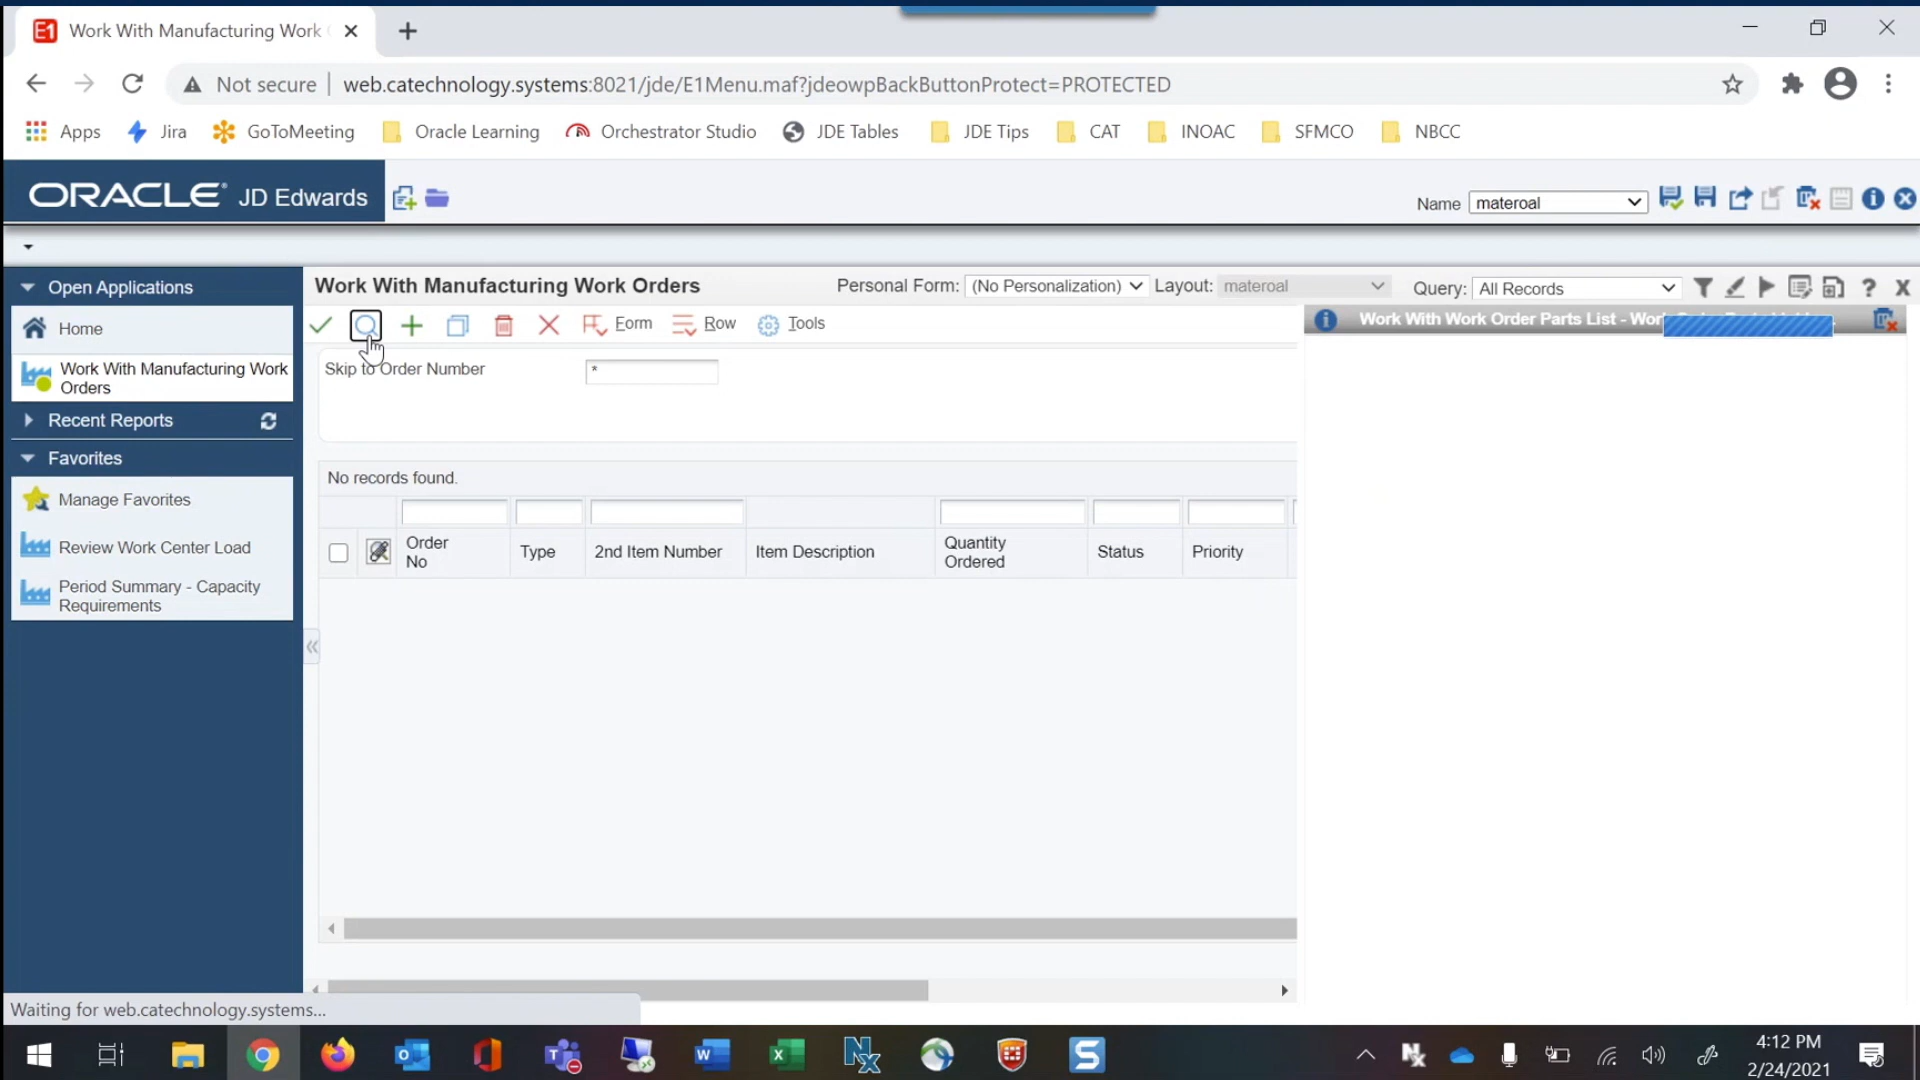 E1 Work With Manufacturing Work
Not secure web.catechnology.systems:8021/jde/E1Menu.maf?jdeowpBackButtonProtect=PROTECTED
Apps Jira GoToMeeting Oracle Learning Orchestrator Studio JDE Tables JDE Tips CAT INOAC SFMCO NBCC
ORACLE® JD Edwards
Name materoal
Open Applications
Home
Work With Manufacturing Work
Orders
Recent Reports
Favorites
Manage Favorites
Review Work Center Load
Period Summary - Capacity
Requirements
Work With Manufacturing Work Orders Personal Form: (No Personalization) Layout: materoal Query: All Records
Form Row Tools
Skip to Order Number *
No records found.
Order
No
Type
2nd Item Number
Item Description
Quantity
Ordered
Status
Priority
Work With Work Order Parts List -
Waiting for web.catechnology.systems...
4:12 PM
2/24/2021